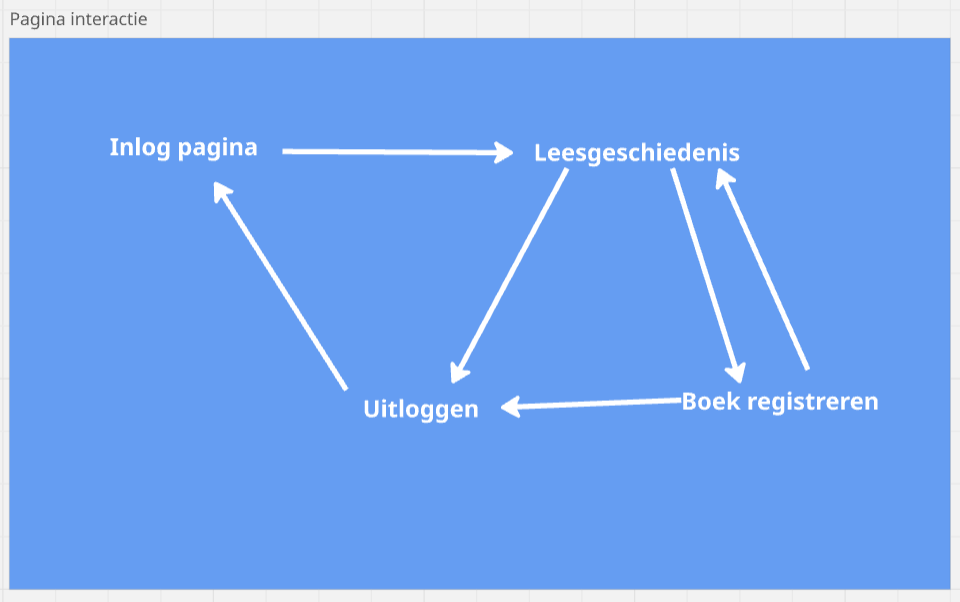 Pagina interactie
Inlog pagina
Leesgeschiedenis
Uitloggen
Boek registreren